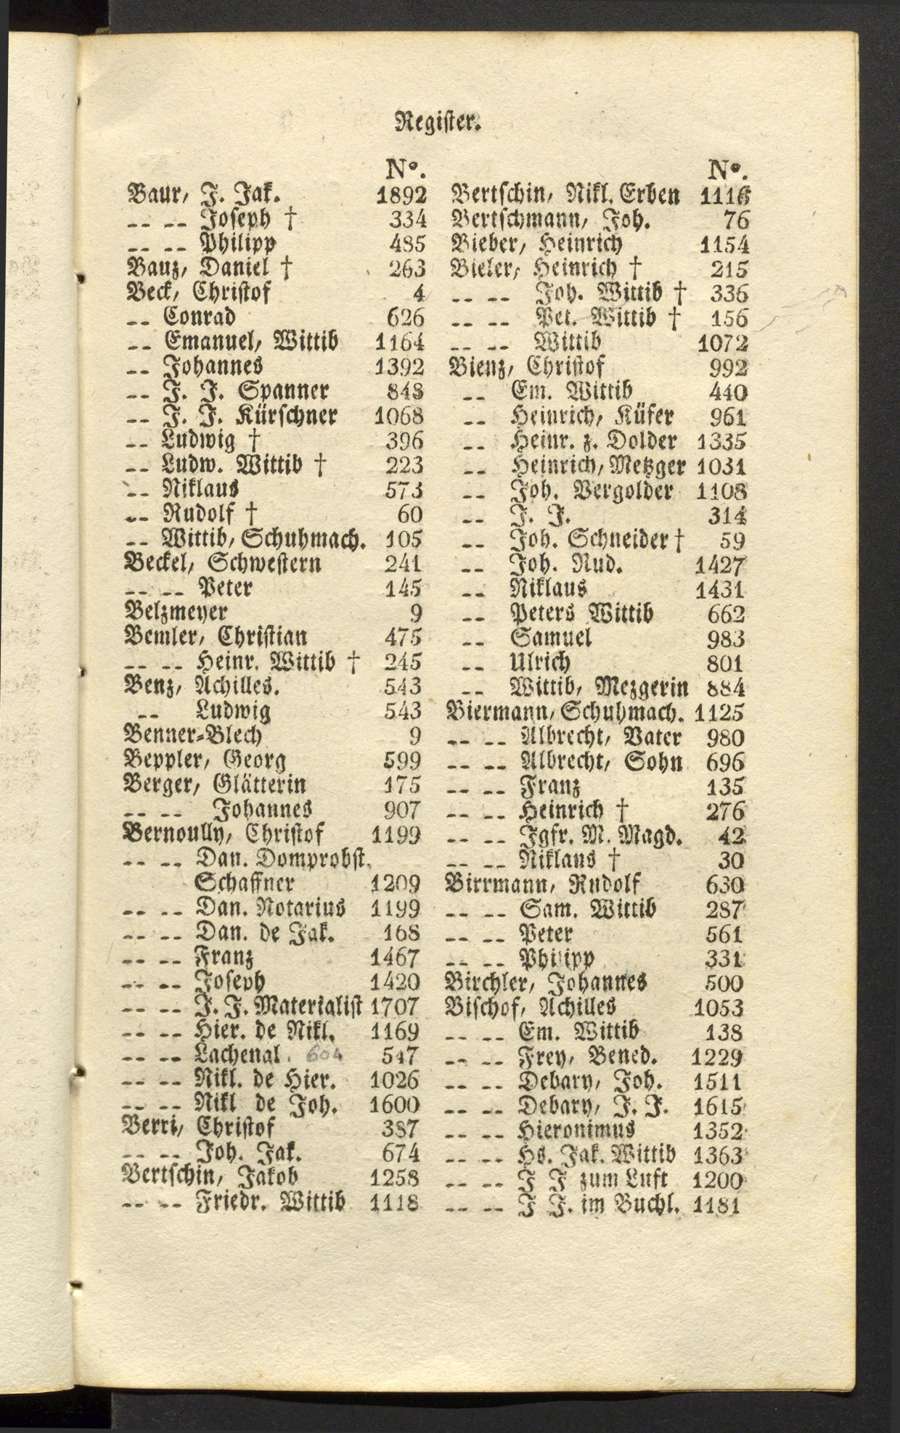 Register.
Nº.
Baur, J. Jak. 1892
-- -- Joseph † 334
-- -- Philipp 485
Bauz, Daniel † 263
Beck, Christof 4
-- Conrad 626
-- Emanuel, Wittib 1164
-- Johannes 1392
-- J. J. Spanner 848
-- J. J. Kürschner 1068
-- Ludwig † 396
-- Ludw. Wittib † 223
-- Niklaus 573
-- Rudolf † 60
-- Wittib, Schuhmach. 105
Beckel, Schwestern 241
-- -- Peter 145
Belzmeyer 9
Bemler, Christian 475
-- -- Heinr. Wittib † 245
Benz, Achilles. 543
-- Ludwig 543
Benner-Blech 9
Beppler, Georg 599
Berger, Glätterin 175
-- -- Johannes 907
Bernoully, Christof 1199
-- -- Dan. Domprobst.
Schaffner 1209
-- -- Dan. Notarius 1199
-- -- Dan. de Jak. 168
-- -- Franz 1467
-- -- Joseph 1420
-- -- J. J. Materialist 1707
-- -- Hier. de Nikl. 1169
-- -- Lachenal. 604 547
-- -- Nikl. de Hier. 1026
-- -- Nikl de Joh. 1600
Berri, Christof 387
-- -- Joh. Jak. 674
Bertschin, Jakob 1258
-- -- Friedr. Wittib 1118
Nº.
Bertschin, Nikl. Erben 1116
Bertschmann, Joh. 76
Bieber, Heinrich 1154
Bieler, Heinrich † 215
-- -- Joh. Wittib † 336
-- -- Pet. Wittib † 156
-- -- Wittib 1072
Bienz, Christof 992
-- Em. Wittib 440
-- Heinrich, Küfer 961
-- Heinr. z. Dolder 1335
-- Heinrich, Metzger 1031
-- Joh. Vergolder 1108
-- J. J. 314
-- Joh. Schneider † 59
-- Joh. Rud. 1427
-- Niklaus 1431
-- Peters Wittib 662
-- Samuel 983
-- Ulrich 801
-- Wittib, Mezgerin 884
Biermann, Schuhmach. 1125
-- -- Albrecht, Vater 980
-- -- Albrecht, Sohn 696
-- -- Franz 135
-- -- Heinrich † 276
-- -- Jgfr. M. Magd. 42
-- -- Niklaus † 30
Birrmann, Rudolf 630
-- -- Sam. Wittib 287
-- -- Peter 561
-- -- Philipp 331
Birchler, Johannes 500
Bischof, Achilles 1053
-- -- Em. Wittib 138
-- -- Frey, Bened. 1229
-- -- Debary, Joh. 1511
-- -- Debary, J. J. 1615
-- -- Hieronimus 1352
-- -- Hs. Jak. Wittib 1363
-- -- J J zum Luft 1200
-- -- J J. im Buchl. 1181